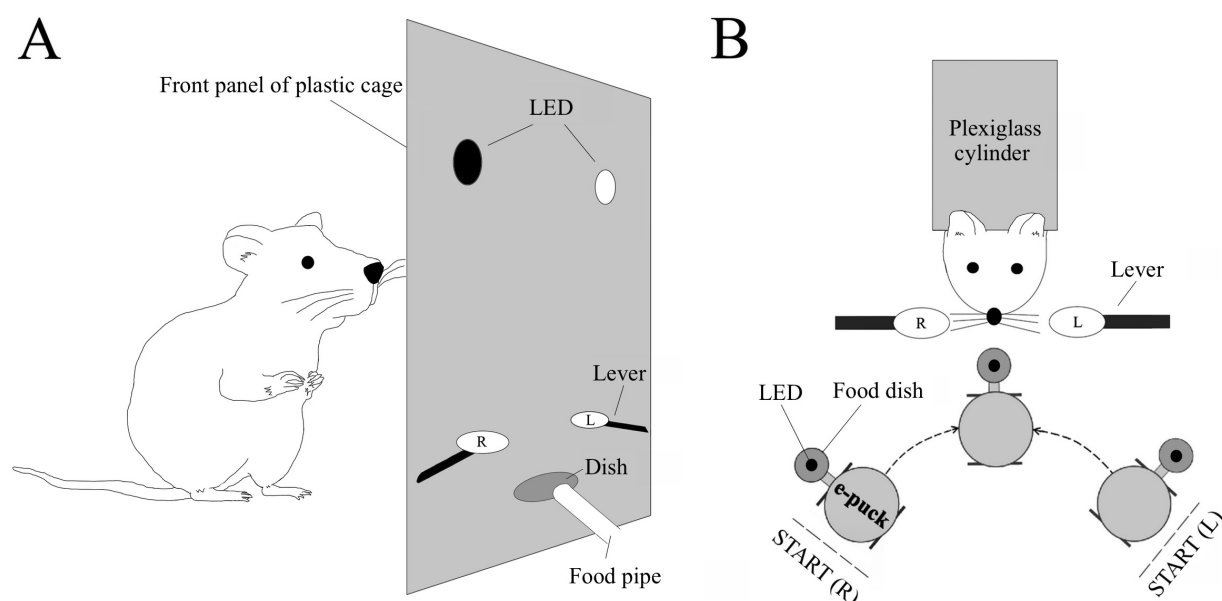 A
Front panel of plastic cage
LED
Lever
L
R
Dish
Food pipe
B
Plexiglass
cylinder
Lever
R
L
LED
Food dish
e-puck
START (R)
START (L)